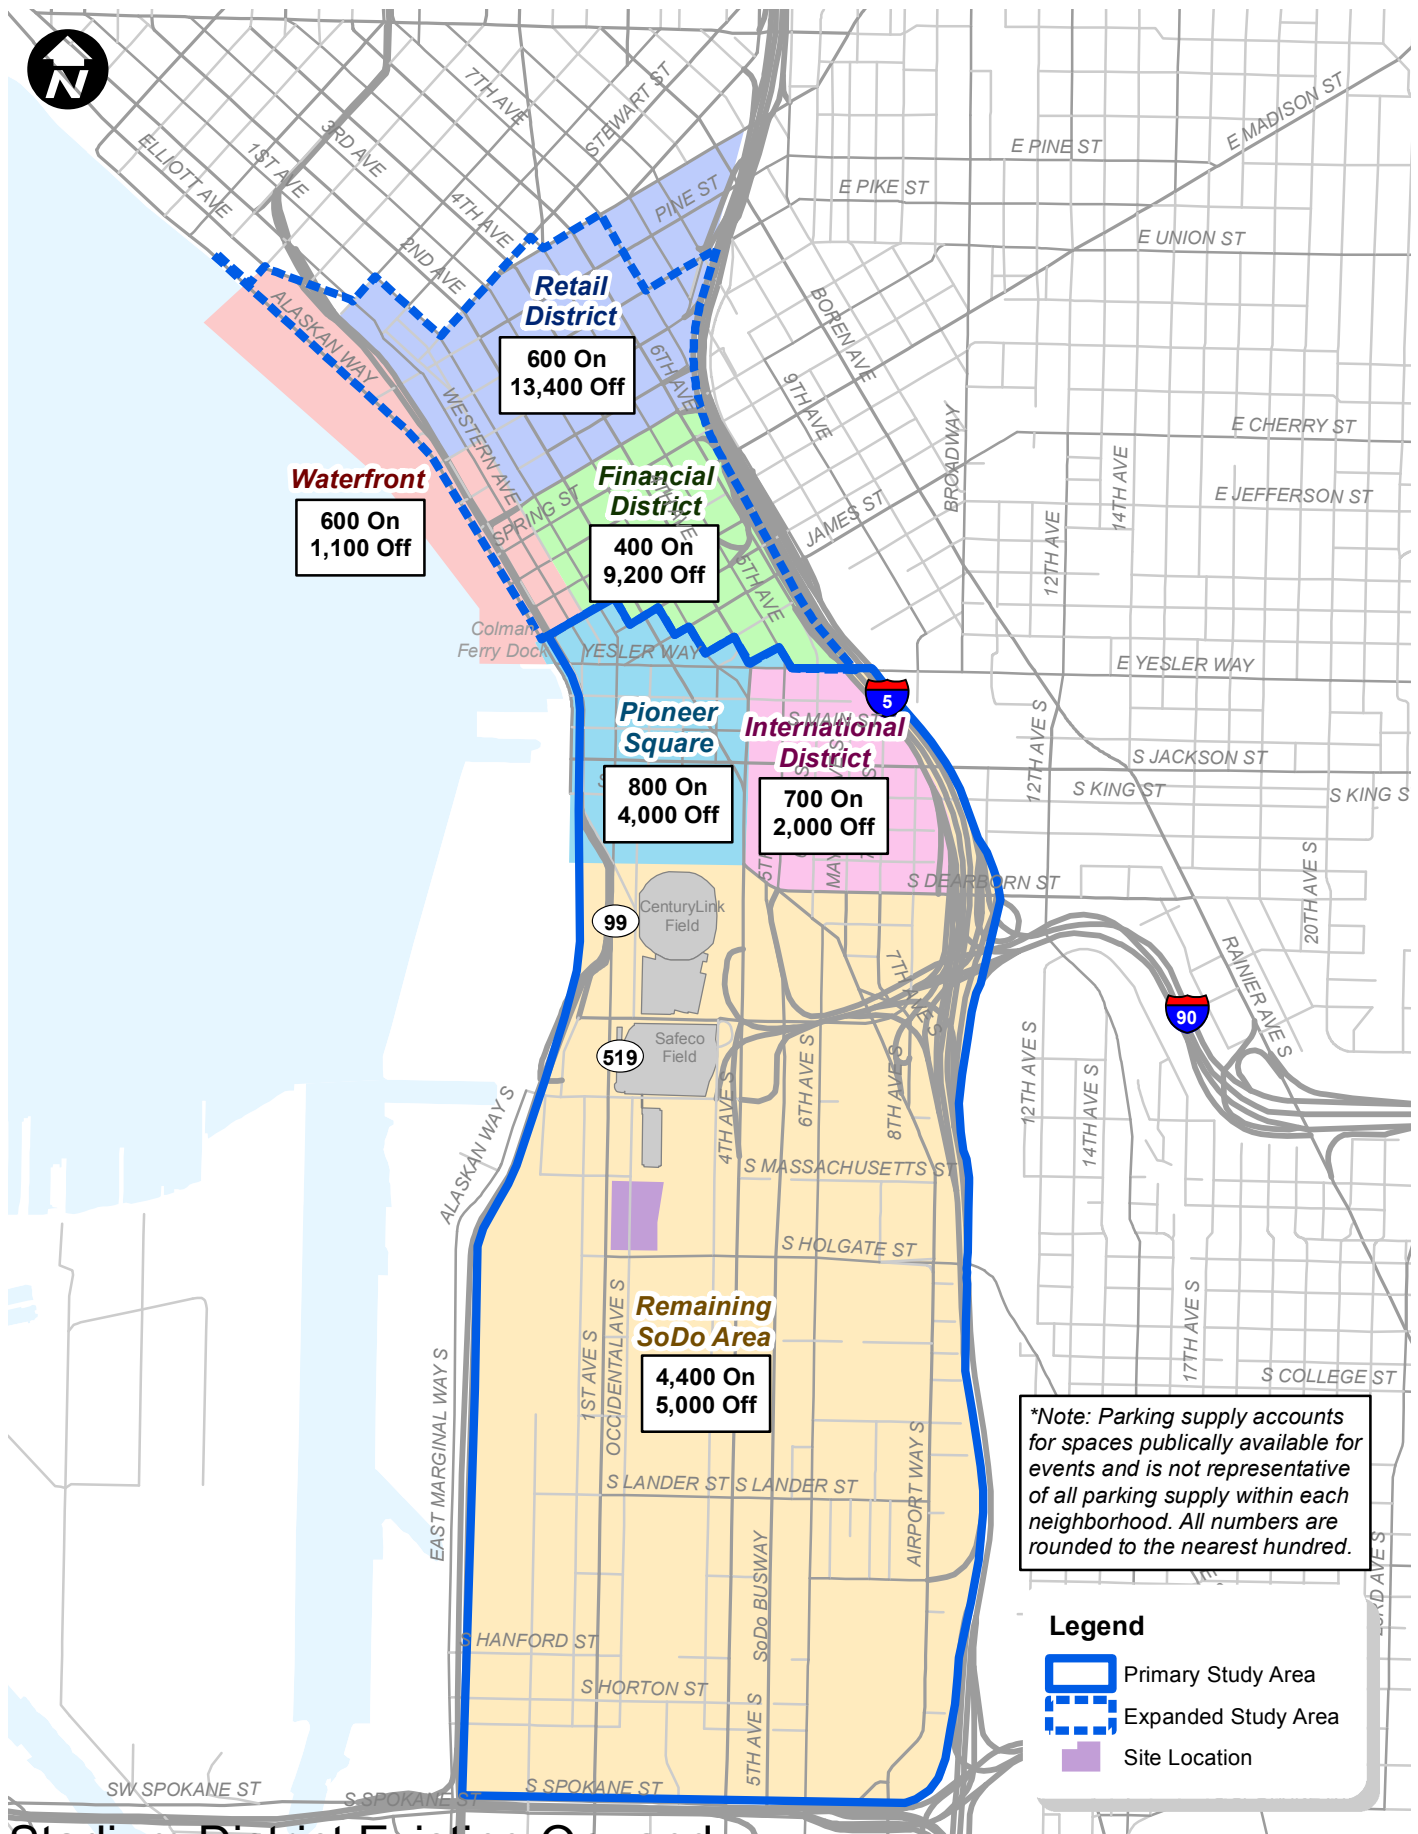 N
7TH AVE
STEWART ST
3RD AVE
1ST AVE
ELLIOTT AVE
4TH AVE
2ND AVE
PINE ST
E PINE ST
E MADISON ST
E PIKE ST
E UNION ST
Retail
District
600 On
13,400 Off
ALASKAN WAY
6TH AVE
BOREN AVE
9TH AVE
WESTERN AVE
BROADWAY
E CHERRY ST
14TH AVE
E JEFFERSON ST
Waterfront
600 On
1,100 Off
SPRING ST
Financial
District
400 On
9,200 Off
5TH AVE
JAMES ST
12TH AVE
Colman
Ferry Dock
YESLER WAY
E YESLER WAY
5
Pioneer
Square
800 On
4,000 Off
S MAIN ST
International
District
700 On
2,000 Off
12TH AVE S
S JACKSON ST
S KING ST
S KING S
5TH
MAY
S DEARBORN ST
20TH AVE S
CenturyLink
Field
99
7TH AVE S
RAINIER AVE S
90
Safeco
Field
519
4TH AVE S
6TH AVE S
8TH AVE S
12TH AVE S
14TH AVE S
ALASKAN WAY S
S MASSACHUSETTS ST
S HOLGATE ST
Remaining
SoDo Area
4,400 On
5,000 Off
1ST AVE S
OCCIDENTAL AVE S
EAST MARGINAL WAY S
17TH AVE S
S COLLEGE ST
AIRPORT WAY S
S LANDER ST
S LANDER ST
*Note: Parking supply accounts
for spaces publically available for
events and is not representative
of all parking supply within each
neighborhood. All numbers are
rounded to the nearest hundred.
SoDo BUSWAY
S HANFORD ST
S HORTON ST
5TH AVE S
Legend
Primary Study Area
Expanded Study Area
Site Location
SW SPOKANE ST
S SPOKANE ST
S SPOKANE ST